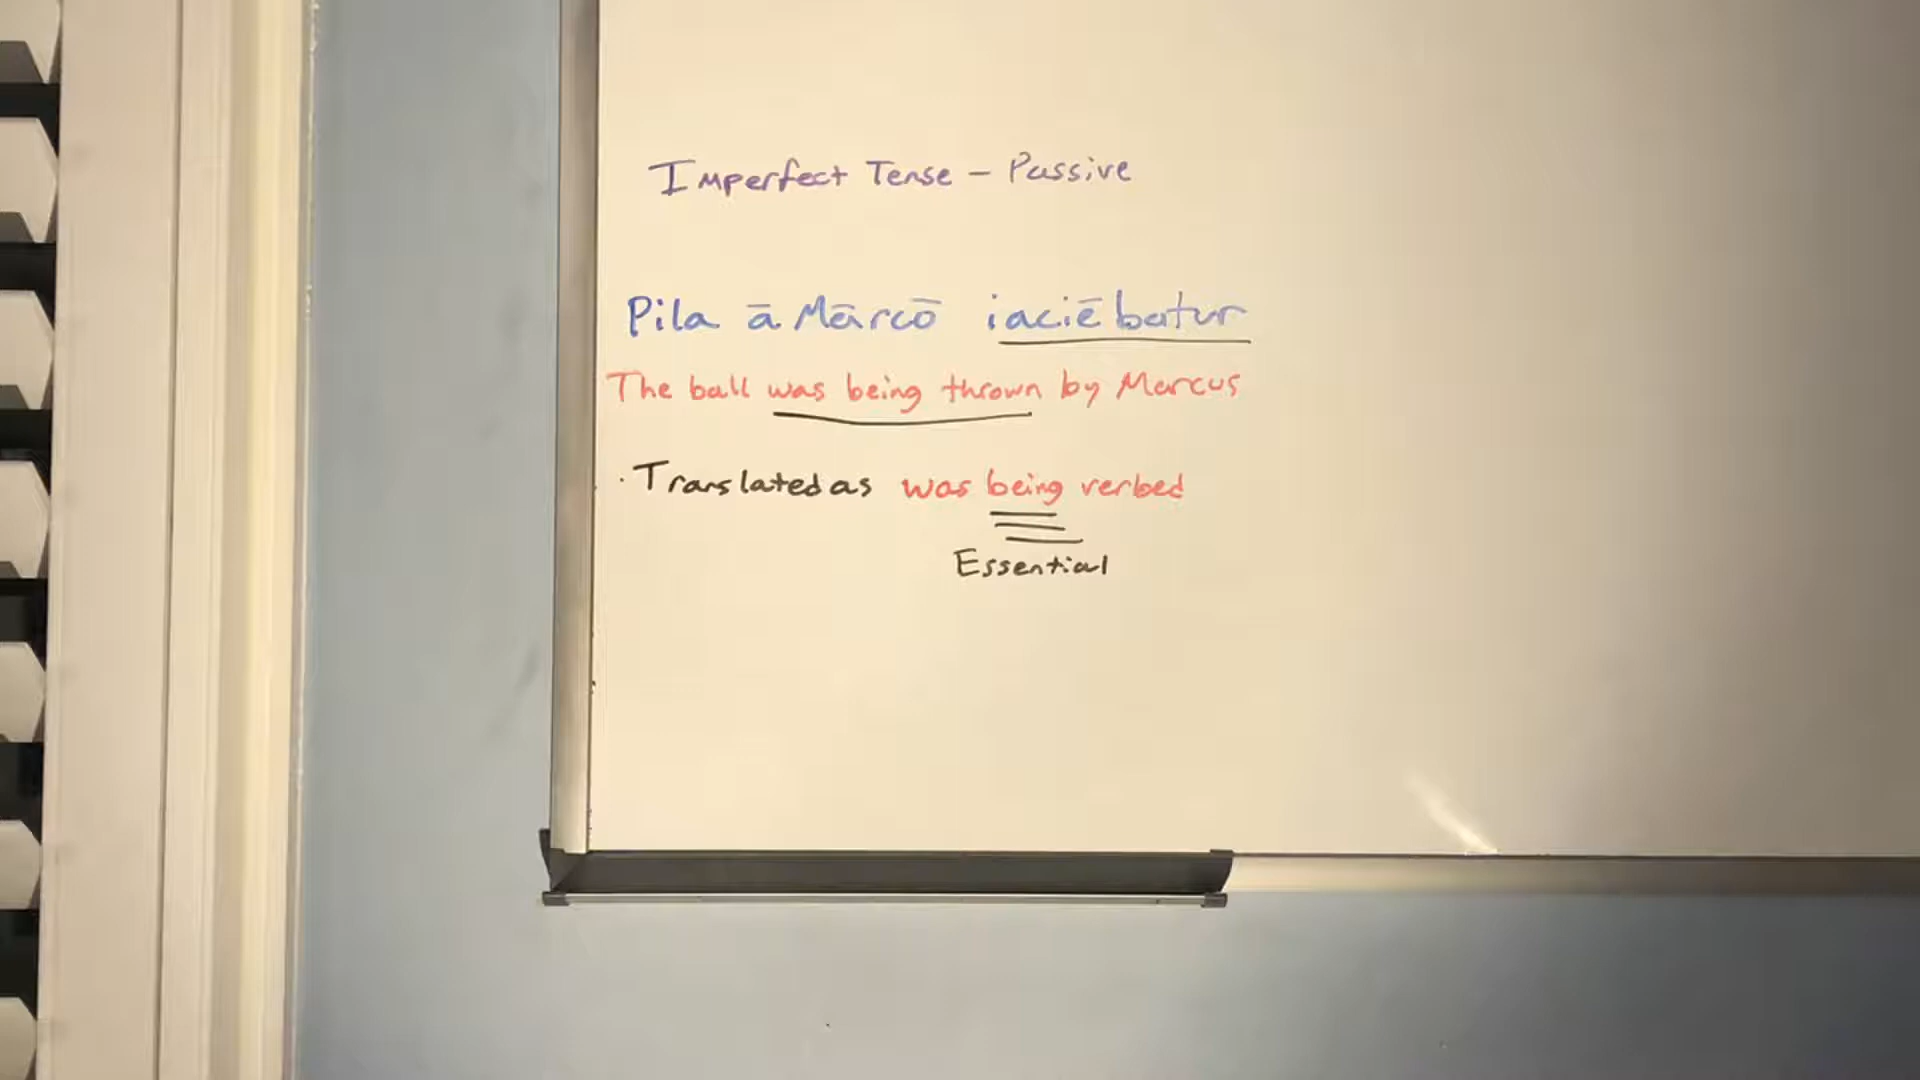 Imperfect Tense – Passive
Pila ā Mārcō iaciēbatur
The ball was being thrown by Marcus
· Translated as was being verbed
Essential